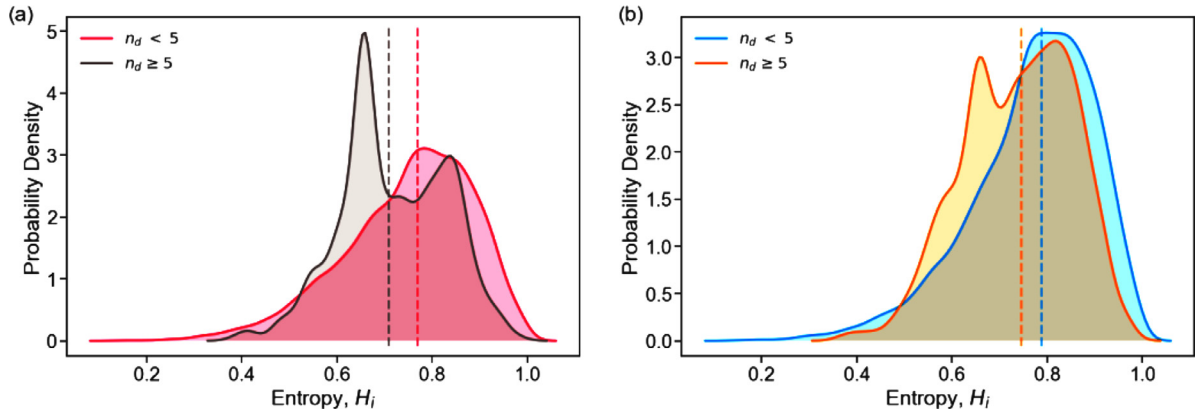 (a)
5
4
3
2
1
0
Probability Density
n_d < 5
n_d ≥ 5
0.2 0.4 0.6 0.8 1.0
Entropy, H_i
(b)
3.0
2.5
2.0
1.5
1.0
0.5
0.0
Probability Density
n_d < 5
n_d ≥ 5
0.2 0.4 0.6 0.8 1.0
Entropy, H_i